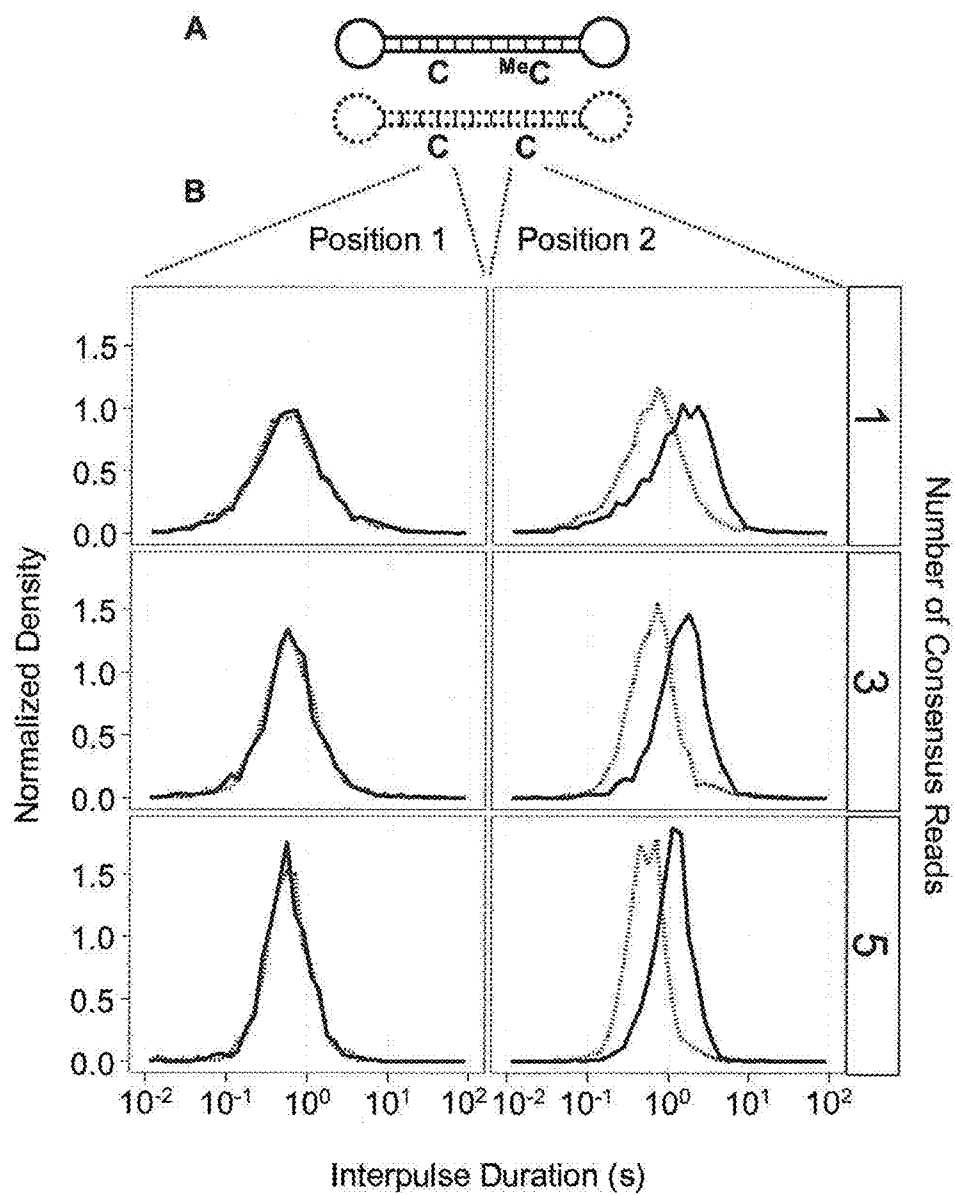 A
C MeC
C C
B
Position 1 Position 2
1.5
1.0
0.5
0.0
1
1.5
1.0
0.5
0.0
3
1.5
1.0
0.5
0.0
5
Normalized Density
Number of Consensus Reads
10-2 10-1 100 101 102 10-2 10-1 100 101 102
Interpulse Duration (s)